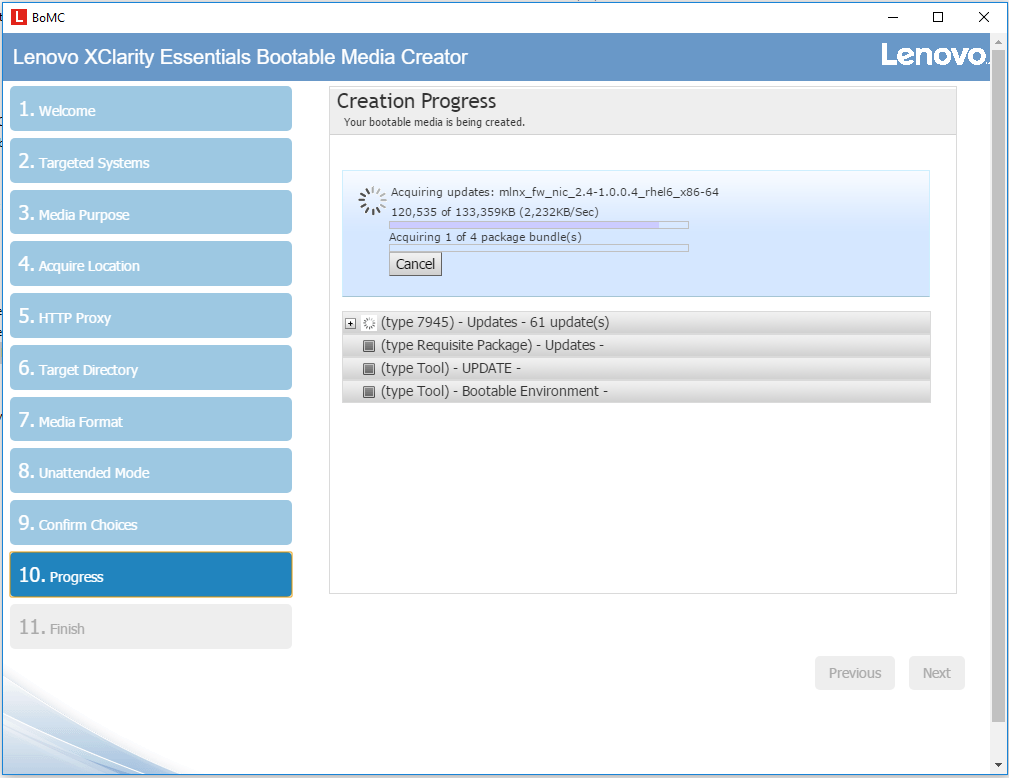 BoMC
Lenovo XClarity Essentials Bootable Media Creator
Lenovo
1. Welcome
2. Targeted Systems
3. Media Purpose
4. Acquire Location
5. HTTP Proxy
6. Target Directory
7. Media Format
8. Unattended Mode
9. Confirm Choices
10. Progress
11. Finish
Creation Progress
Your bootable media is being created.
Acquiring updates: mlnx_fw_nic_2.4-1.0.0.4_rhel6_x86-64
120,535 of 133,359KB (2,232KB/Sec)
Acquiring 1 of 4 package bundle(s)
Cancel
(type 7945) - Updates - 61 update(s)
(type Requisite Package) - Updates -
(type Tool) - UPDATE -
(type Tool) - Bootable Environment -
Previous
Next